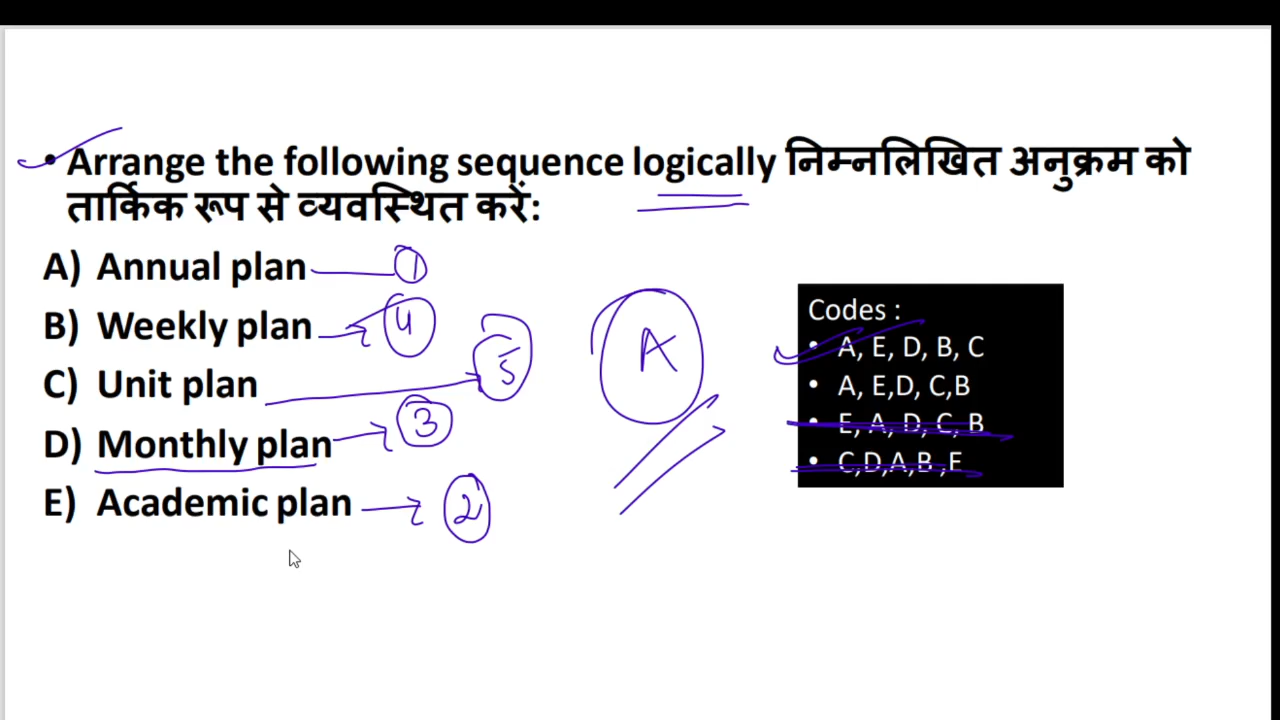 • Arrange the following sequence logically निम्नलिखित अनुक्रम को
तार्किक रूप से व्यवस्थित करें:
A) Annual plan 1
B) Weekly plan 4
C) Unit plan 5
D) Monthly plan 3
E) Academic plan 2
A
Codes :
• A, E, D, B, C
• A, E,D, C,B
• E, A, D, C, B
• C,D,A,B ,E